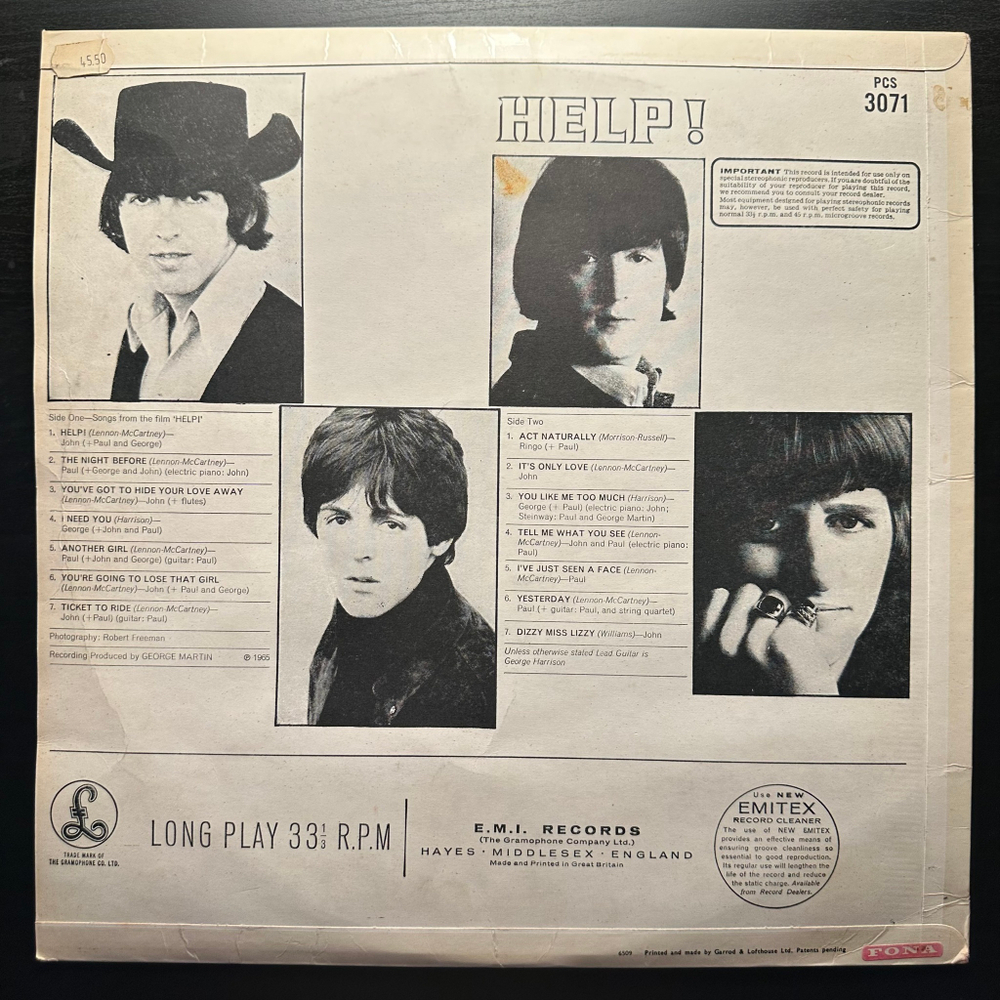 45.50
PCS
3071
HELP!
IMPORTANT This record is intended for use only on
special stereophonic reproducers. If you are doubtful of the
suitability of your reproducer for playing this record,
we recommend you to consult your record dealer.
Most equipment designed for playing stereophonic records
may, however, be used with perfect safety for playing
normal 33⅓ r.p.m. and 45 r.p.m. microgroove records.
Side One—Songs from the film 'HELP!'
1. HELP! (Lennon-McCartney)—
John (+Paul and George)
2. THE NIGHT BEFORE (Lennon-McCartney)—
Paul (+George and John) (electric piano: John)
3. YOU'VE GOT TO HIDE YOUR LOVE AWAY
(Lennon-McCartney)—John (+ flutes)
4. I NEED YOU (Harrison)—
George (+John and Paul)
5. ANOTHER GIRL (Lennon-McCartney)—
Paul (+John and George) (guitar: Paul)
6. YOU'RE GOING TO LOSE THAT GIRL
(Lennon-McCartney)—John (+ Paul and George)
7. TICKET TO RIDE (Lennon-McCartney)—
John (+Paul) (guitar: Paul)
Photography: Robert Freeman
Recording Produced by GEORGE MARTIN ℗ 1965
Side Two
1. ACT NATURALLY (Morrison-Russell)—
Ringo (+ Paul)
2. IT'S ONLY LOVE (Lennon-McCartney)—
John
3. YOU LIKE ME TOO MUCH (Harrison)—
George (+ Paul) (electric piano: John;
Steinway: Paul and George Martin)
4. TELL ME WHAT YOU SEE (Lennon-
McCartney)—John and Paul (electric piano:
Paul)
5. I'VE JUST SEEN A FACE (Lennon-
McCartney)—Paul
6. YESTERDAY (Lennon-McCartney)—
Paul (+ guitar: Paul, and string quartet)
7. DIZZY MISS LIZZY (Williams)—John
Unless otherwise stated Lead Guitar is
George Harrison
£
TRADE MARK OF
THE GRAMOPHONE CO. LTD.
LONG PLAY 33⅓ R.P.M
E.M.I. RECORDS
(The Gramophone Company Ltd.)
HAYES · MIDDLESEX · ENGLAND
Made and Printed in Great Britain
Use NEW
EMITEX
RECORD CLEANER
The use of NEW EMITEX
provides an effective means of
ensuring groove cleanliness so
essential to good reproduction.
Its regular use will lengthen the
life of the record and reduce
the static charge. Available
from Record Dealers.
6509 Printed and made by Garrod & Lofthouse Ltd. Patents pending
FONA